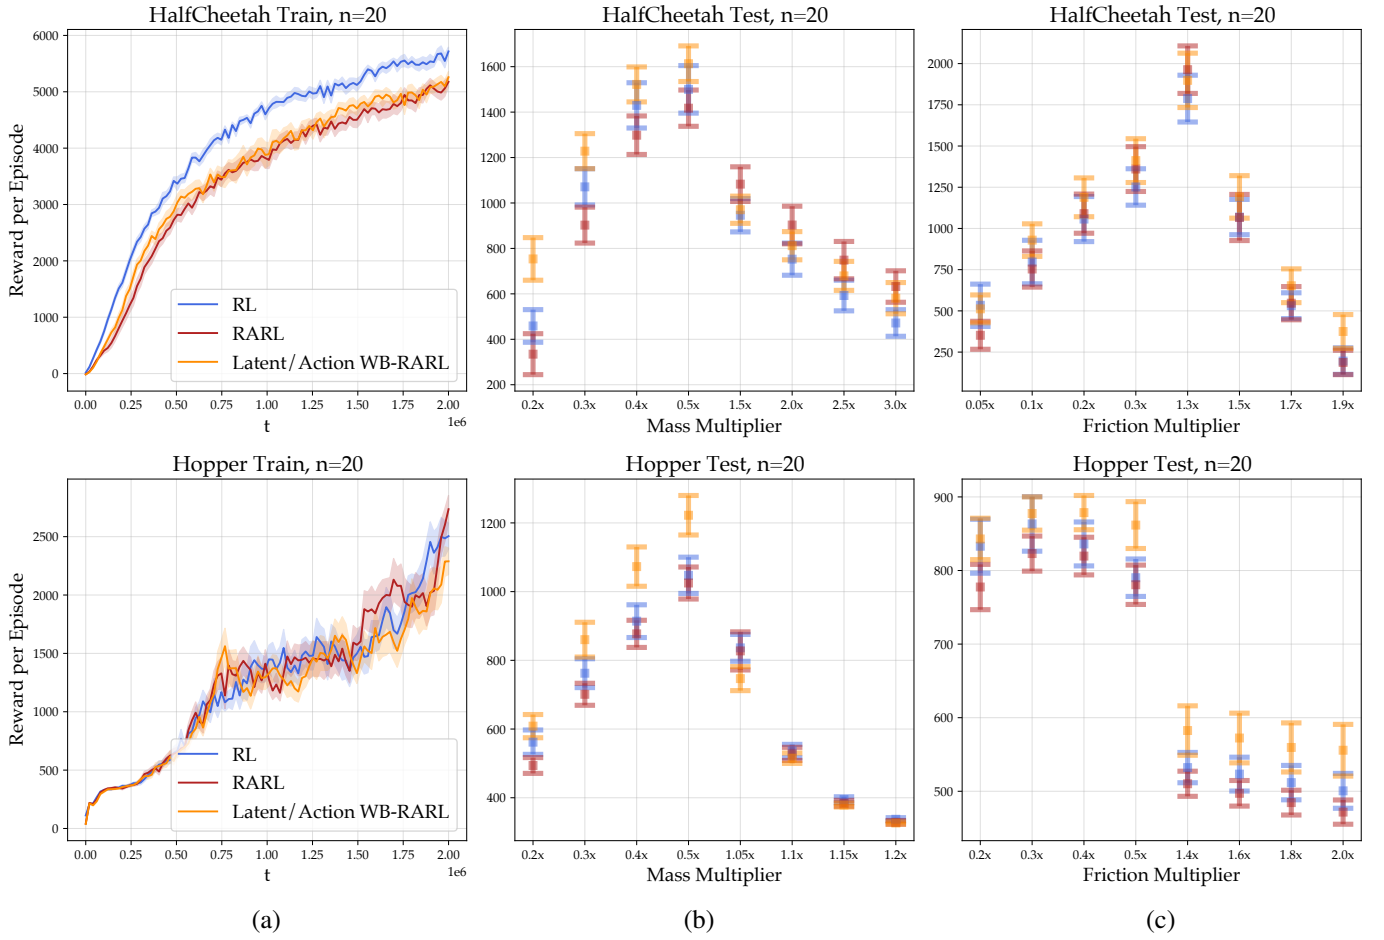 HalfCheetah Train, n=20
Reward per Episode
6000
5000
4000
3000
2000
1000
0
0.00 0.25 0.50 0.75 1.00 1.25 1.50 1.75 2.00
1e6
t
RL
RARL
Latent/Action WB-RARL
HalfCheetah Test, n=20
1600
1400
1200
1000
800
600
400
200
0.2x 0.3x 0.4x 0.5x 1.5x 2.0x 2.5x 3.0x
Mass Multiplier
HalfCheetah Test, n=20
2000
1750
1500
1250
1000
750
500
250
0.05x 0.1x 0.2x 0.3x 1.3x 1.5x 1.7x 1.9x
Friction Multiplier
Hopper Train, n=20
Reward per Episode
2500
2000
1500
1000
500
0
0.00 0.25 0.50 0.75 1.00 1.25 1.50 1.75 2.00
1e6
t
RL
RARL
Latent/Action WB-RARL
Hopper Test, n=20
1200
1000
800
600
400
0.2x 0.3x 0.4x 0.5x 1.05x 1.1x 1.15x 1.2x
Mass Multiplier
Hopper Test, n=20
900
800
700
600
500
0.2x 0.3x 0.4x 0.5x 1.4x 1.6x 1.8x 2.0x
Friction Multiplier
(a) (b) (c)